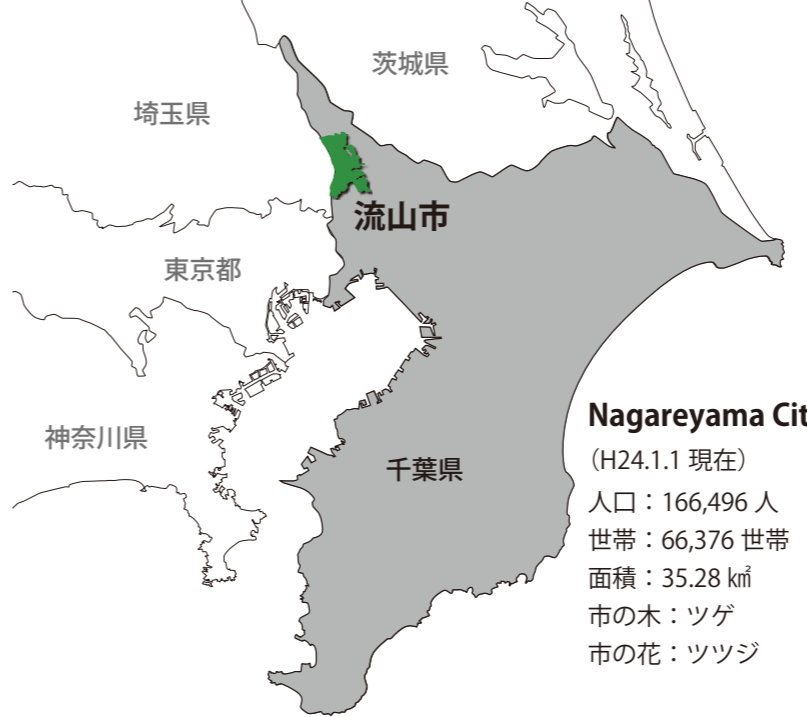 茨城県
埼玉県
流山市
東京都
Nagareyama Cit
神奈川県
（H24.1.1 現在）
千葉県
人口：166,496 人
世帯：66,376 世帯
面積：35.28 ㎢
市の木：ツゲ
市の花：ツツジ